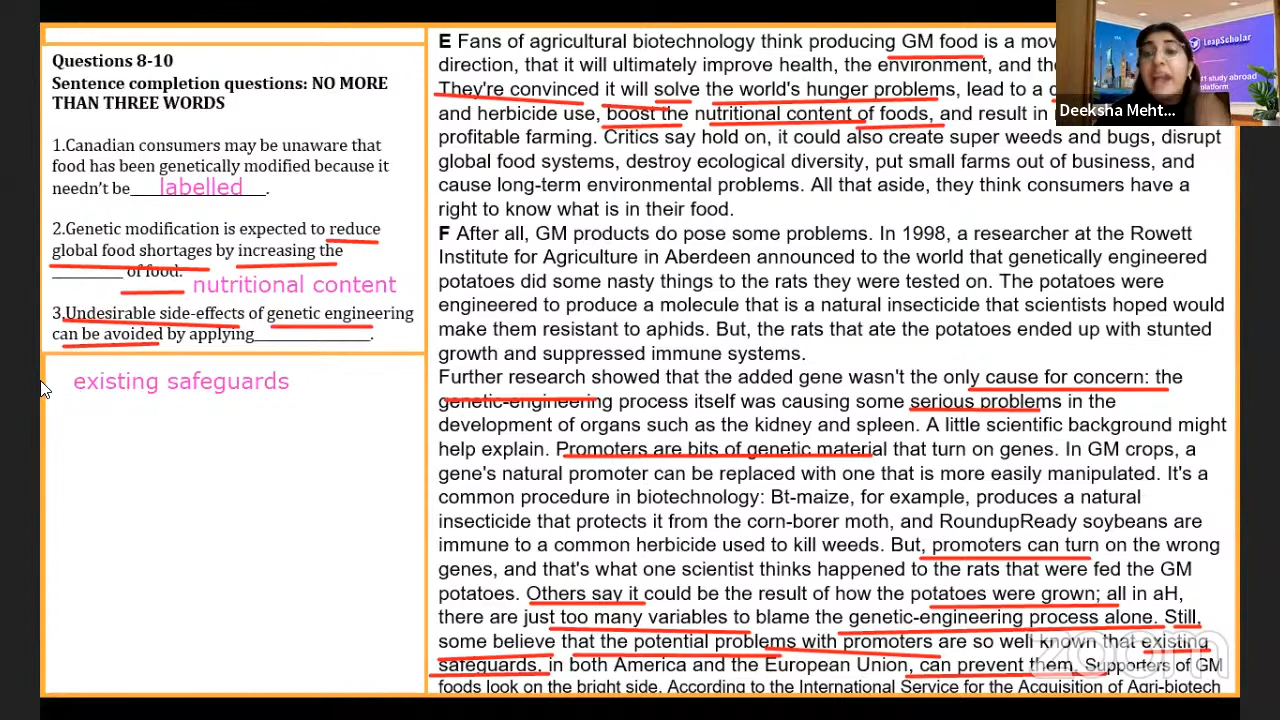 Questions 8-10
Sentence completion questions: NO MORE
THAN THREE WORDS
1.Canadian consumers may be unaware that
food has been genetically modified because it
needn't be____________.
labelled
2.Genetic modification is expected to reduce
global food shortages by increasing the
________ of food.
nutritional content
3.Undesirable side-effects of genetic engineering
can be avoided by applying_____________.
existing safeguards
E Fans of agricultural biotechnology think producing GM food is a mov
direction, that it will ultimately improve health, the environment, and the
They're convinced it will solve the world's hunger problems, lead to a
and herbicide use, boost the nutritional content of foods, and result in
profitable farming. Critics say hold on, it could also create super weeds and bugs, disrupt
global food systems, destroy ecological diversity, put small farms out of business, and
cause long-term environmental problems. All that aside, they think consumers have a
right to know what is in their food.
F After all, GM products do pose some problems. In 1998, a researcher at the Rowett
Institute for Agriculture in Aberdeen announced to the world that genetically engineered
potatoes did some nasty things to the rats they were tested on. The potatoes were
engineered to produce a molecule that is a natural insecticide that scientists hoped would
make them resistant to aphids. But, the rats that ate the potatoes ended up with stunted
growth and suppressed immune systems.
Further research showed that the added gene wasn't the only cause for concern: the
genetic-engineering process itself was causing some serious problems in the
development of organs such as the kidney and spleen. A little scientific background might
help explain. Promoters are bits of genetic material that turn on genes. In GM crops, a
gene's natural promoter can be replaced with one that is more easily manipulated. It's a
common procedure in biotechnology: Bt-maize, for example, produces a natural
insecticide that protects it from the corn-borer moth, and RoundupReady soybeans are
immune to a common herbicide used to kill weeds. But, promoters can turn on the wrong
genes, and that's what one scientist thinks happened to the rats that were fed the GM
potatoes. Others say it could be the result of how the potatoes were grown; all in aH,
there are just too many variables to blame the genetic-engineering process alone. Still,
some believe that the potential problems with promoters are so well known that existing
safeguards. in both America and the European Union, can prevent them. Supporters of GM
foods look on the bright side. According to the International Service for the Acquisition of Agri-biotech
LeapScholar
#1 study abroad
platform
Deeksha Meht...
zoom